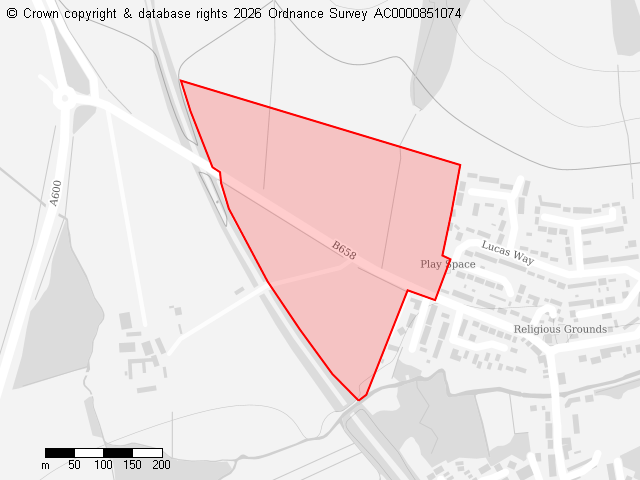 © Crown copyright & database rights 2026 Ordnance Survey AC0000851074
A600
B658
Lucas Way
Play Space
Religious Grounds
m 50 100 150 200